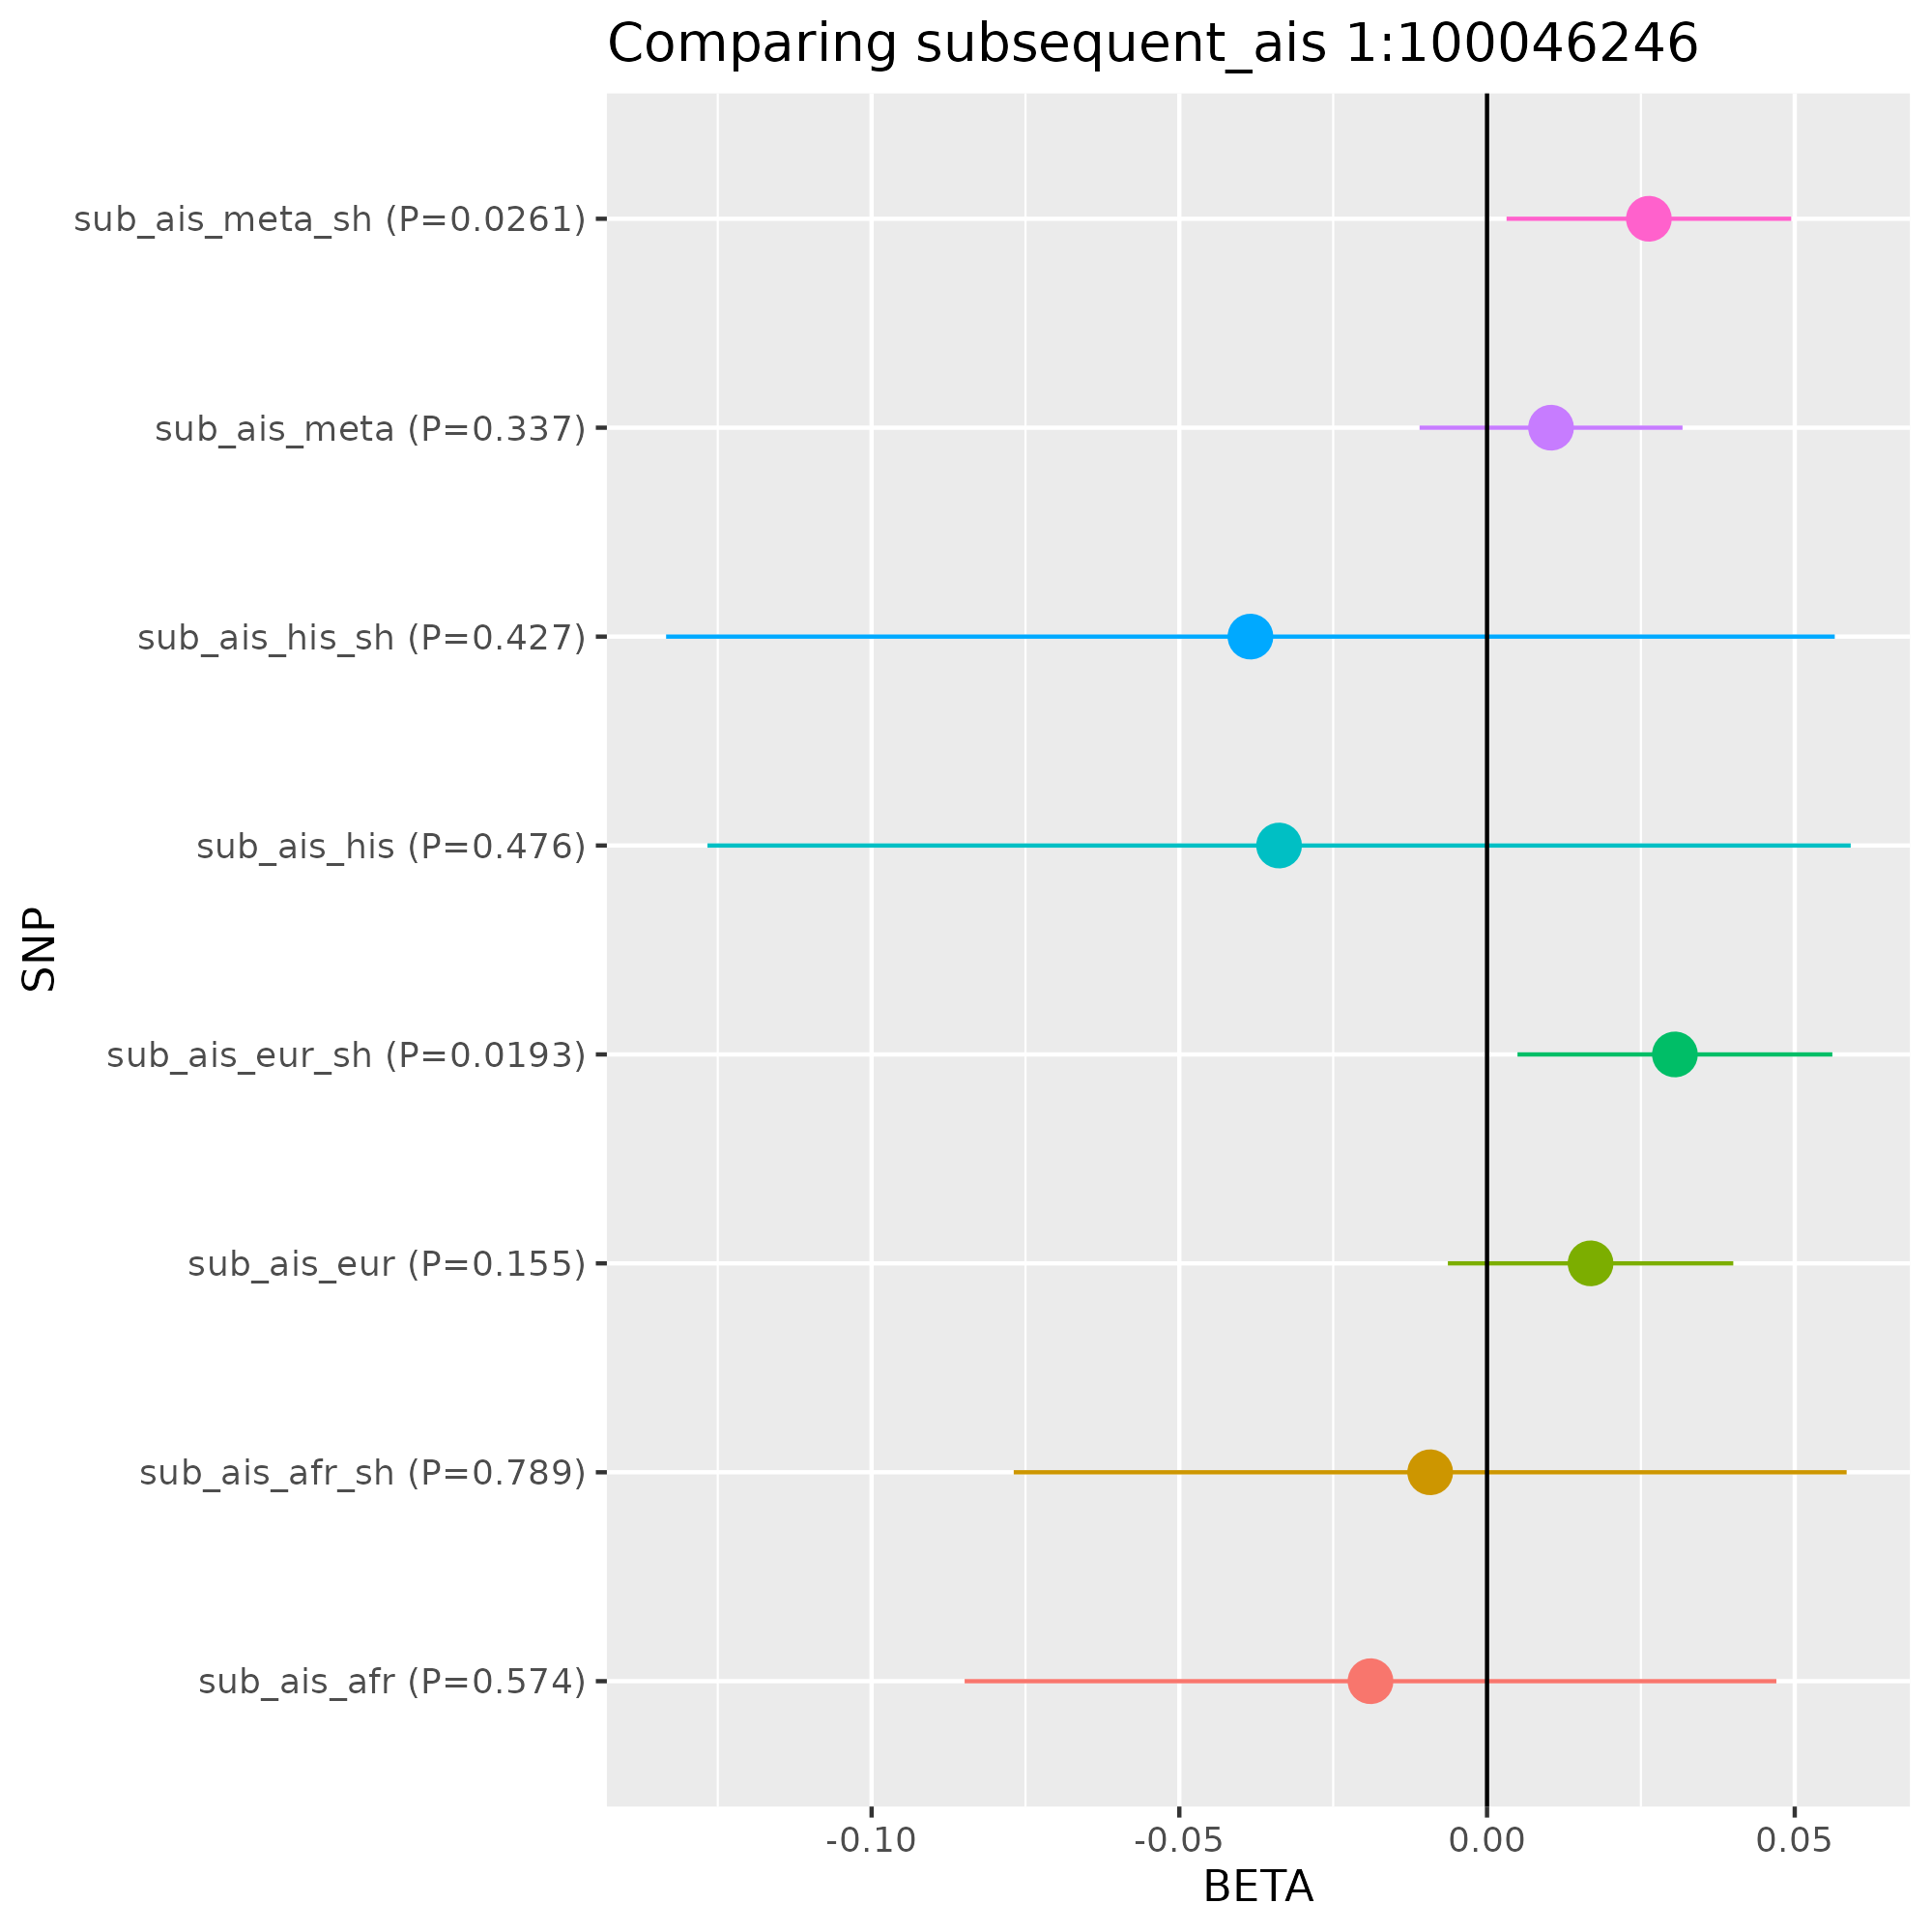 Comparing subsequent_ais 1:100046246
sub_ais_meta_sh (P=0.0261)
sub_ais_meta (P=0.337)
sub_ais_his_sh (P=0.427)
sub_ais_his (P=0.476)
SNP
sub_ais_eur_sh (P=0.0193)
sub_ais_eur (P=0.155)
sub_ais_afr_sh (P=0.789)
sub_ais_afr (P=0.574)
-0.10 -0.05 0.00 0.05
BETA